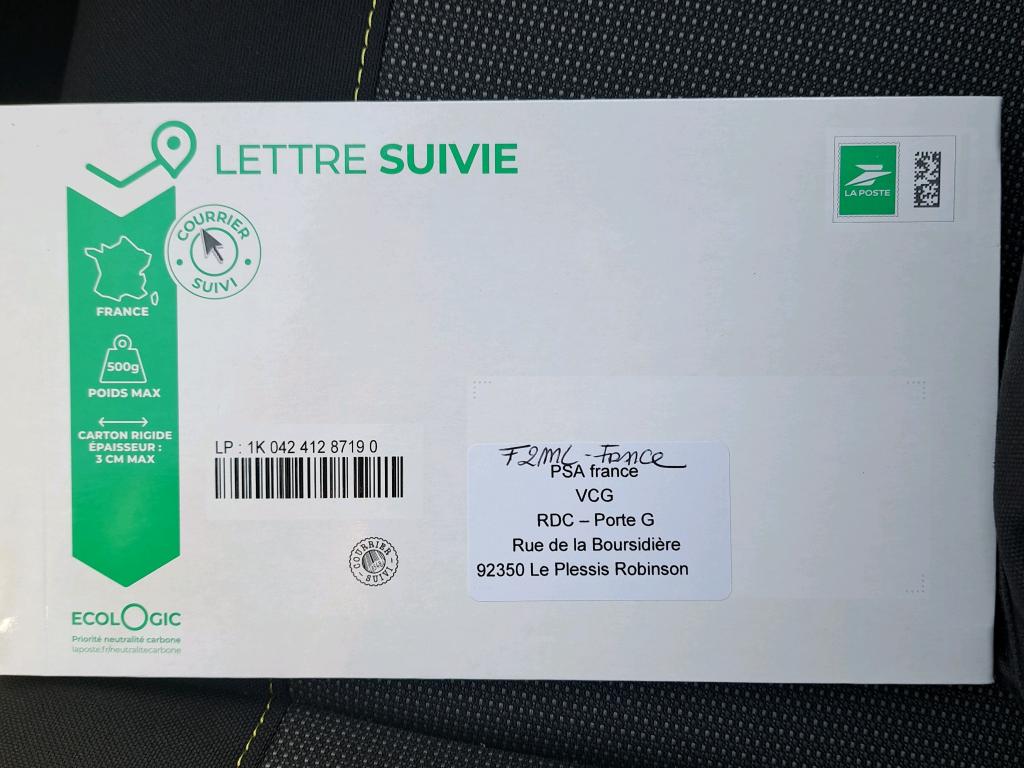 LETTRE SUIVIE
LA POSTE
COURRIER
SUIVI
FRANCE
500g
POIDS MAX
CARTON RIGIDE
ÉPAISSEUR :
3 CM MAX
LP : 1K 042 412 8719 0
COURRIER
SUIVI
F2ML - France
PSA france
VCG
RDC – Porte G
Rue de la Boursidière
92350 Le Plessis Robinson
ECOLOGIC
Priorité neutralité carbone
laposte.fr/neutralitecarbone